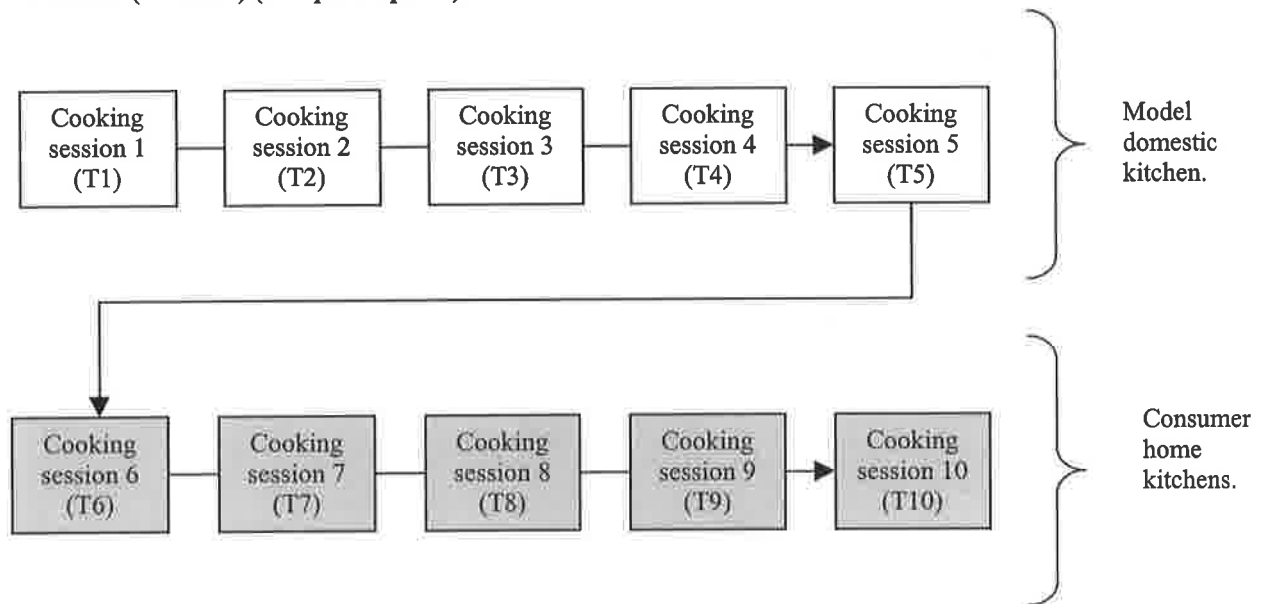 Cooking
session 1
(T1)
Cooking
session 2
(T2)
Cooking
session 3
(T3)
Cooking
session 4
(T4)
Cooking
session 5
(T5)
Model
domestic
kitchen.
Cooking
session 6
(T6)
Cooking
session 7
(T7)
Cooking
session 8
(T8)
Cooking
session 9
(T9)
Cooking
session 10
(T10)
Consumer
home
kitchens.